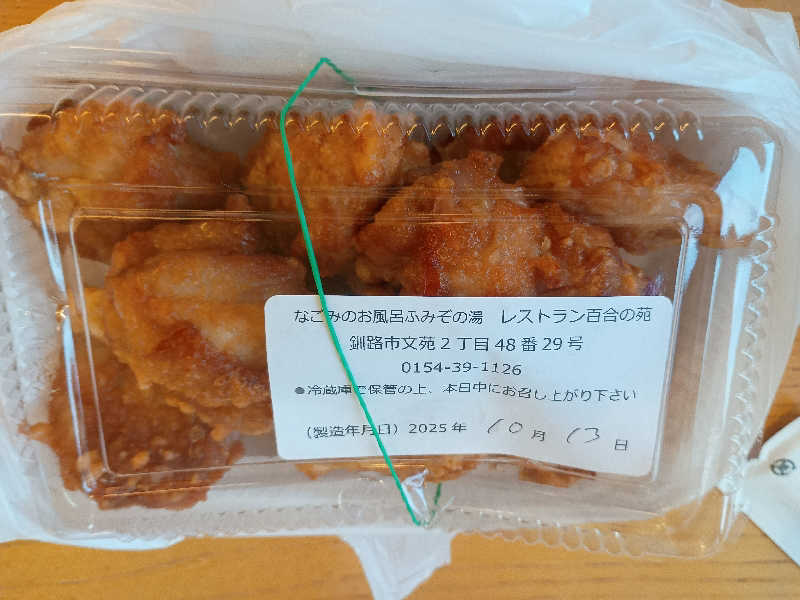 なごみのお風呂ふみぞの湯　レストラン百合の苑
釧路市文苑２丁目48番29号
0154-39-1126
●冷蔵庫で保管の上、本日中にお召し上がり下さい
（製造年月日）2025年 10月 13日